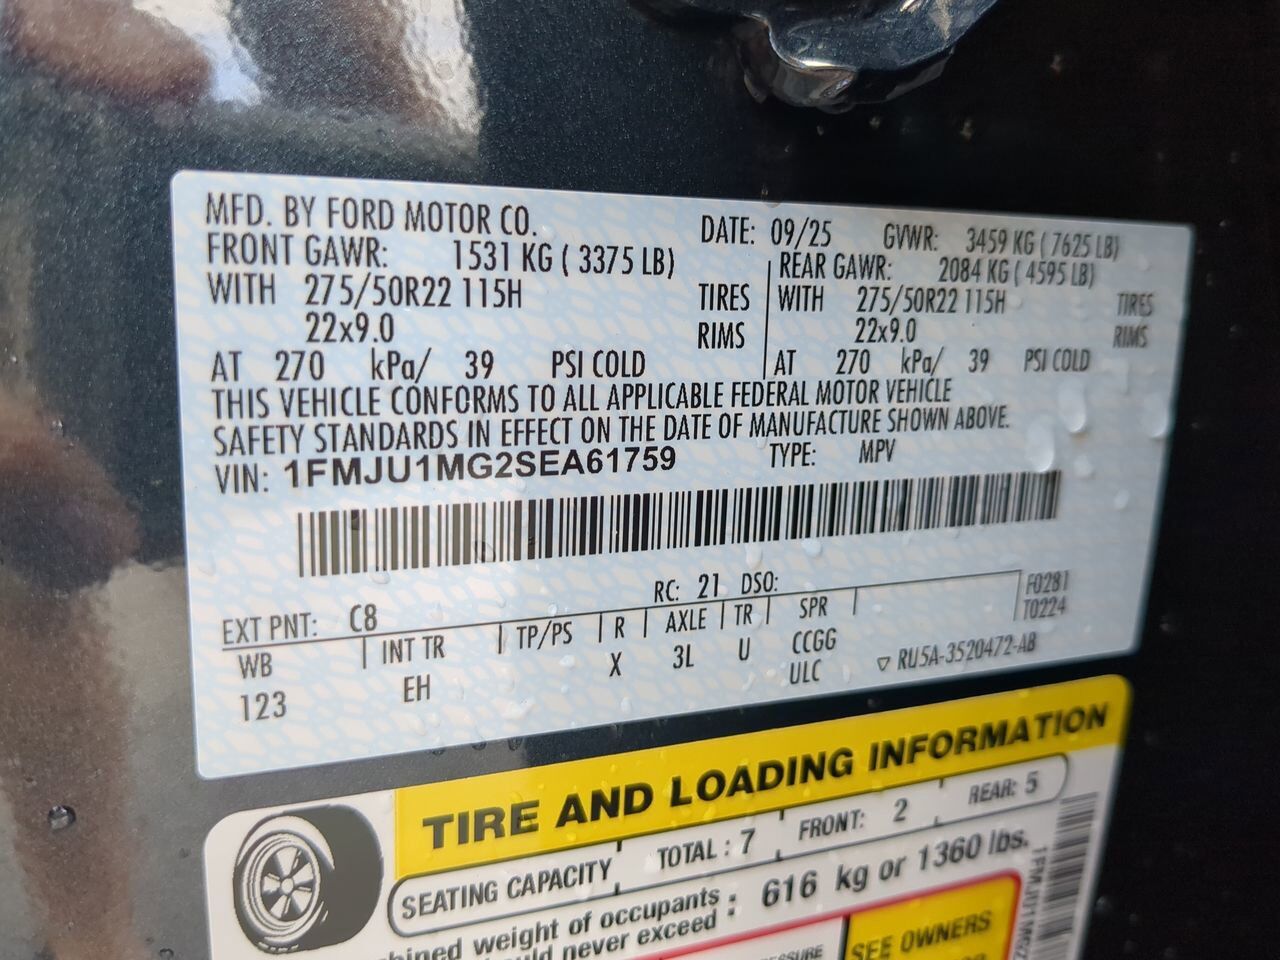 MFD. BY FORD MOTOR CO. DATE: 09/25 GVWR: 3459 KG ( 7625 LB)
FRONT GAWR: 1531 KG ( 3375 LB) REAR GAWR: 2084 KG ( 4595 LB)
WITH 275/50R22 115H TIRES WITH 275/50R22 115H TIRES
22x9.0 RIMS 22x9.0 RIMS
AT 270 kPa/ 39 PSI COLD AT 270 kPa/ 39 PSI COLD
THIS VEHICLE CONFORMS TO ALL APPLICABLE FEDERAL MOTOR VEHICLE
SAFETY STANDARDS IN EFFECT ON THE DATE OF MANUFACTURE SHOWN ABOVE.
VIN: 1FMJU1MG2SEA61759 TYPE: MPV
EXT PNT: C8 RC: 21 DSO: F0281
WB INT TR TP/PS R AXLE TR SPR T0224
123 EH X 3L U CCGG
ULC ▽ RU5A-3520472-AB
TIRE AND LOADING INFORMATION
SEATING CAPACITY TOTAL : 7 FRONT: 2 REAR: 5
weight of occupants : 616 kg or 1360 lbs.
never exceed :
SEE OWNERS